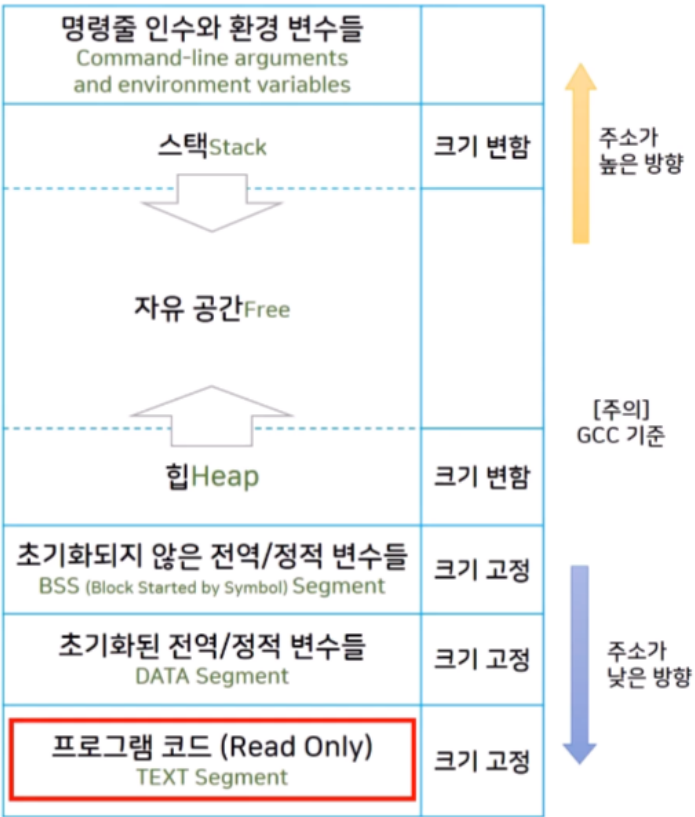 명령줄 인수와 환경 변수들
Command-line arguments
and environment variables
스택Stack
크기 변함
주소가
높은 방향
자유 공간Free
[주의]
GCC 기준
힙Heap
크기 변함
초기화되지 않은 전역/정적 변수들
BSS (Block Started by Symbol) Segment
크기 고정
초기화된 전역/정적 변수들
DATA Segment
크기 고정
주소가
낮은 방향
프로그램 코드 (Read Only)
TEXT Segment
크기 고정